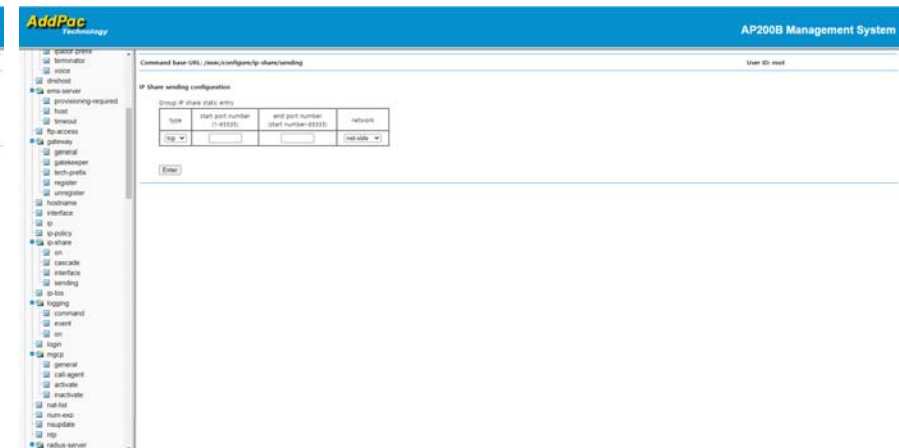 AddPac
Technology
AP200B Management System
ipaddr-prefix
terminator
voice
dnshost
ems-server
provisioning-required
host
timeout
ftp-access
gateway
general
gatekeeper
tech-prefix
register
unregister
hostname
interface
ip
ip-policy
ip-share
on
cascade
interface
sending
ip-tos
logging
command
event
on
login
mgcp
general
call-agent
activate
inactivate
nat-list
num-exp
nsupdate
ntp
radius-server
Command base-URL: /exec/configure/ip-share/sending
User ID: root
IP Share sending configuration
Group IP share static entry
type
start port number
(1-65535)
end port number
(start number-65535)
network
tcp
net-side
Enter